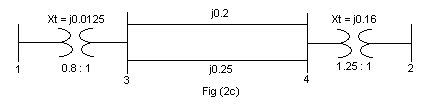 Xt = j0.0125
j0.2
Xt = j0.16
1
0.8 : 1
3
j0.25
4
1.25 : 1
2
Fig (2c)